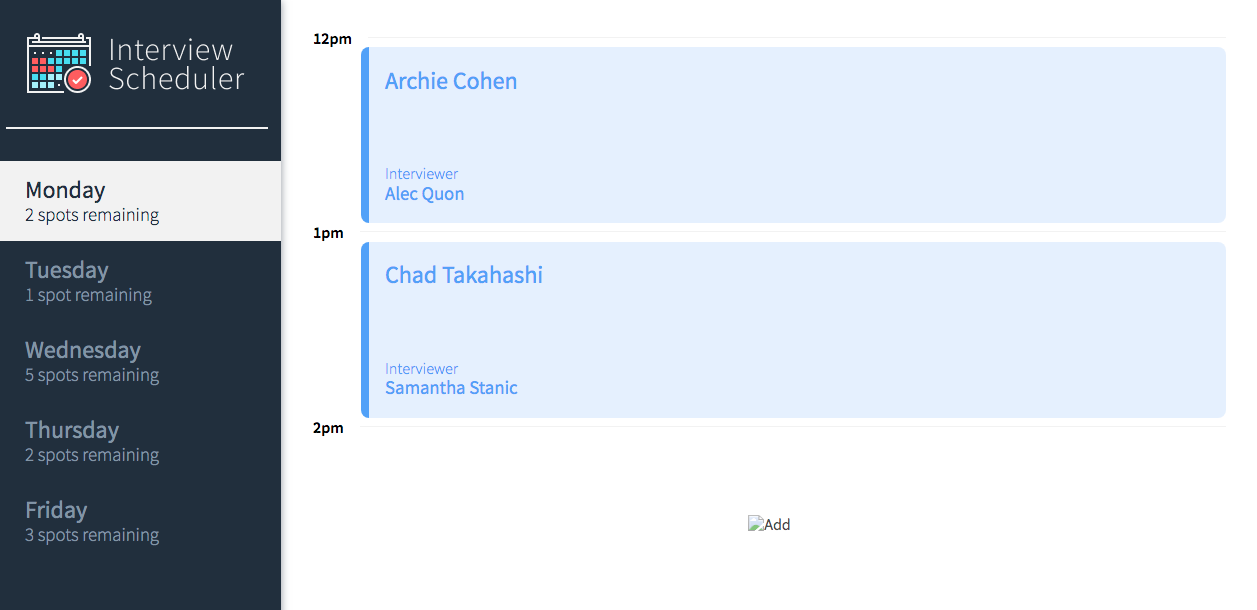 Interview
Scheduler
Monday
2 spots remaining
Tuesday
1 spot remaining
Wednesday
5 spots remaining
Thursday
2 spots remaining
Friday
3 spots remaining
12pm
Archie Cohen
Interviewer
Alec Quon
1pm
Chad Takahashi
Interviewer
Samantha Stanic
2pm
Add